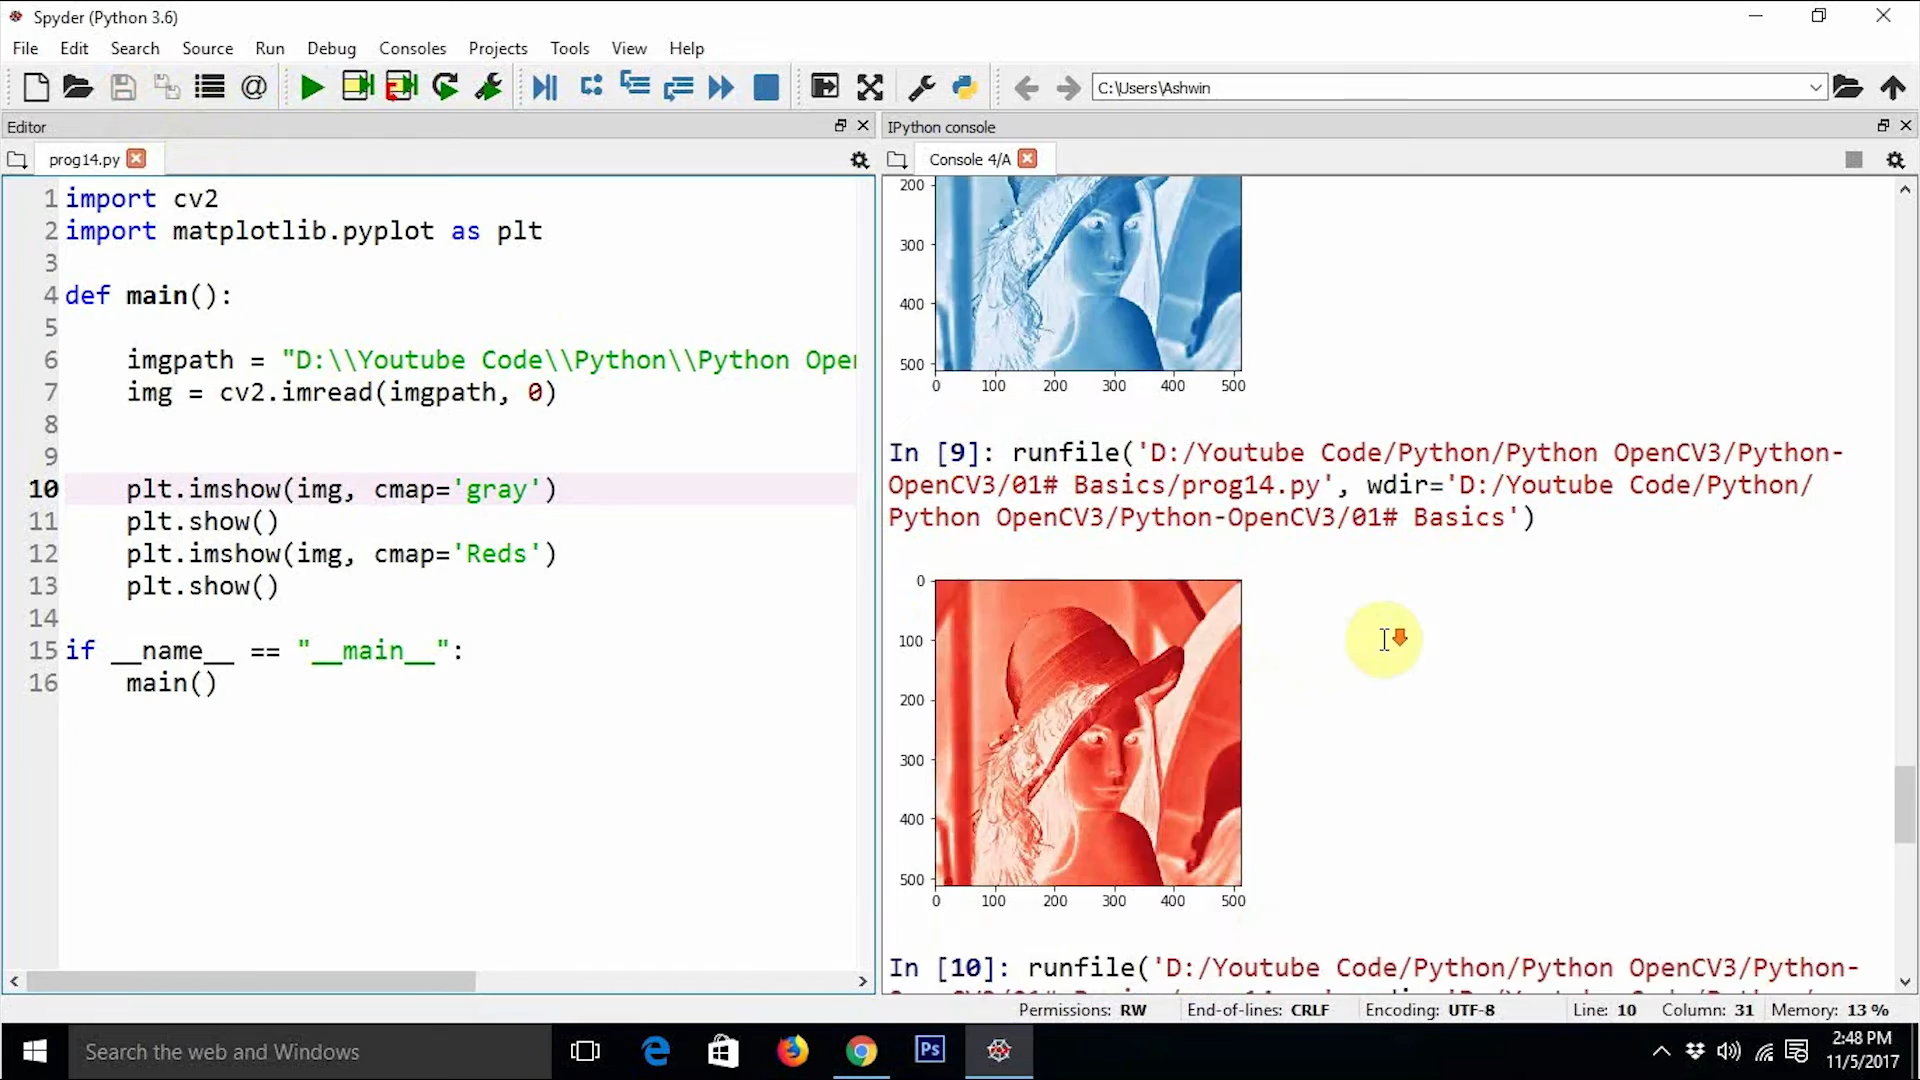 Spyder (Python 3.6)
File Edit Search Source Run Debug Consoles Projects Tools View Help
C:\Users\Ashwin
Editor
prog14.py
1 import cv2
2 import matplotlib.pyplot as plt
3
4 def main():
5
6     imgpath = "D:\\Youtube Code\\Python\\Python Ope
7     img = cv2.imread(imgpath, 0)
8
9
10     plt.imshow(img, cmap='gray')
11     plt.show()
12     plt.imshow(img, cmap='Reds')
13     plt.show()
14
15 if __name__ == "__main__":
16     main()
IPython console
Console 4/A
200
300
400
500
0 100 200 300 400 500
In [9]: runfile('D:/Youtube Code/Python/Python OpenCV3/Python-
OpenCV3/01# Basics/prog14.py', wdir='D:/Youtube Code/Python/
Python OpenCV3/Python-OpenCV3/01# Basics')
0
100
200
300
400
500
0 100 200 300 400 500
In [10]: runfile('D:/Youtube Code/Python/Python OpenCV3/Python-
Permissions: RW End-of-lines: CRLF Encoding: UTF-8 Line: 10 Column: 31 Memory: 13 %
Search the web and Windows
Ps
2:48 PM
11/5/2017